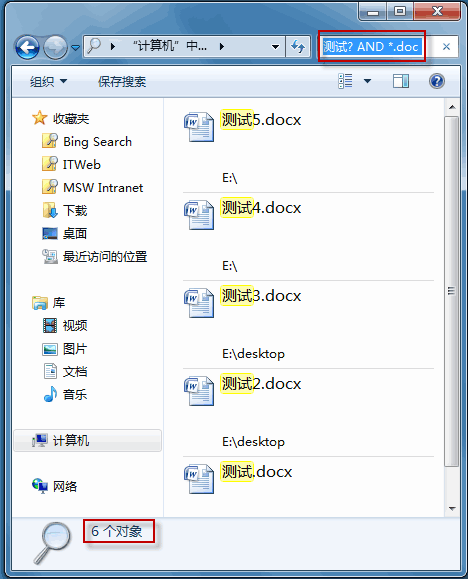 "计算机"中...
测试? AND *.doc
组织 保存搜索
收藏夹
Bing Search
ITWeb
MSW Intranet
下载
桌面
最近访问的位置
库
视频
图片
文档
音乐
计算机
网络
测试5.docx
E:\
测试4.docx
E:\
测试3.docx
E:\desktop
测试2.docx
E:\desktop
测试.docx
6 个对象